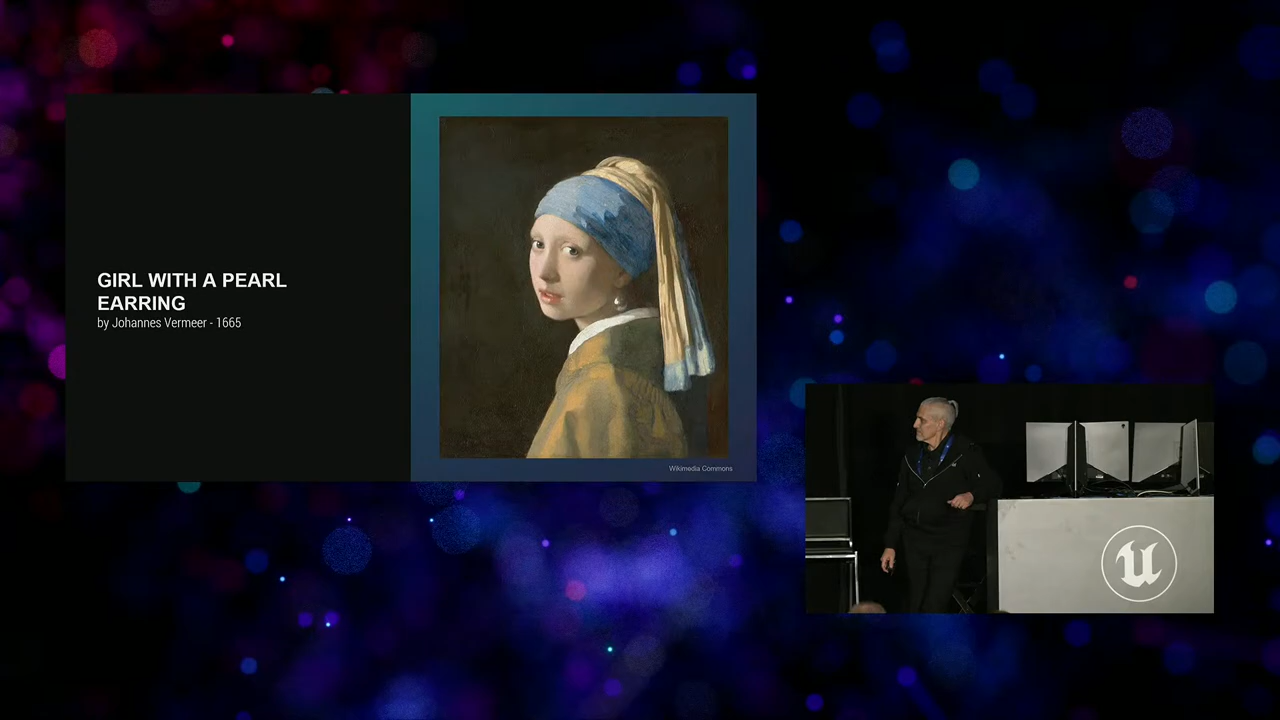 GIRL WITH A PEARL
EARRING
by Johannes Vermeer - 1665
Wikimedia Commons